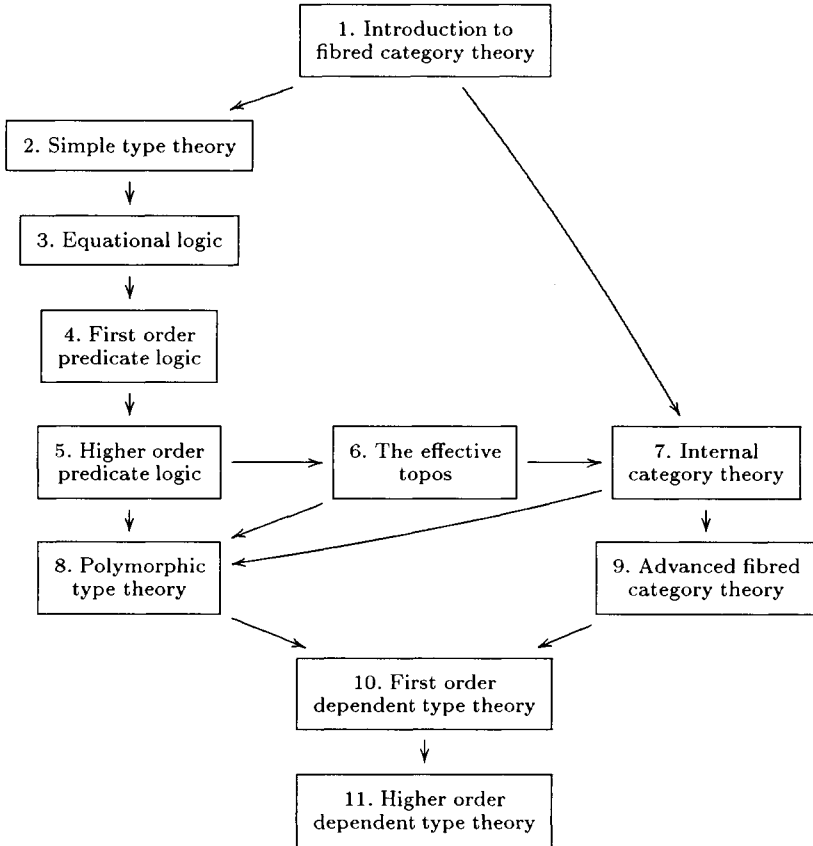 1. Introduction to
fibred category theory
2. Simple type theory
3. Equational logic
4. First order
predicate logic
5. Higher order
predicate logic
6. The effective
topos
7. Internal
category theory
8. Polymorphic
type theory
9. Advanced fibred
category theory
10. First order
dependent type theory
11. Higher order
dependent type theory